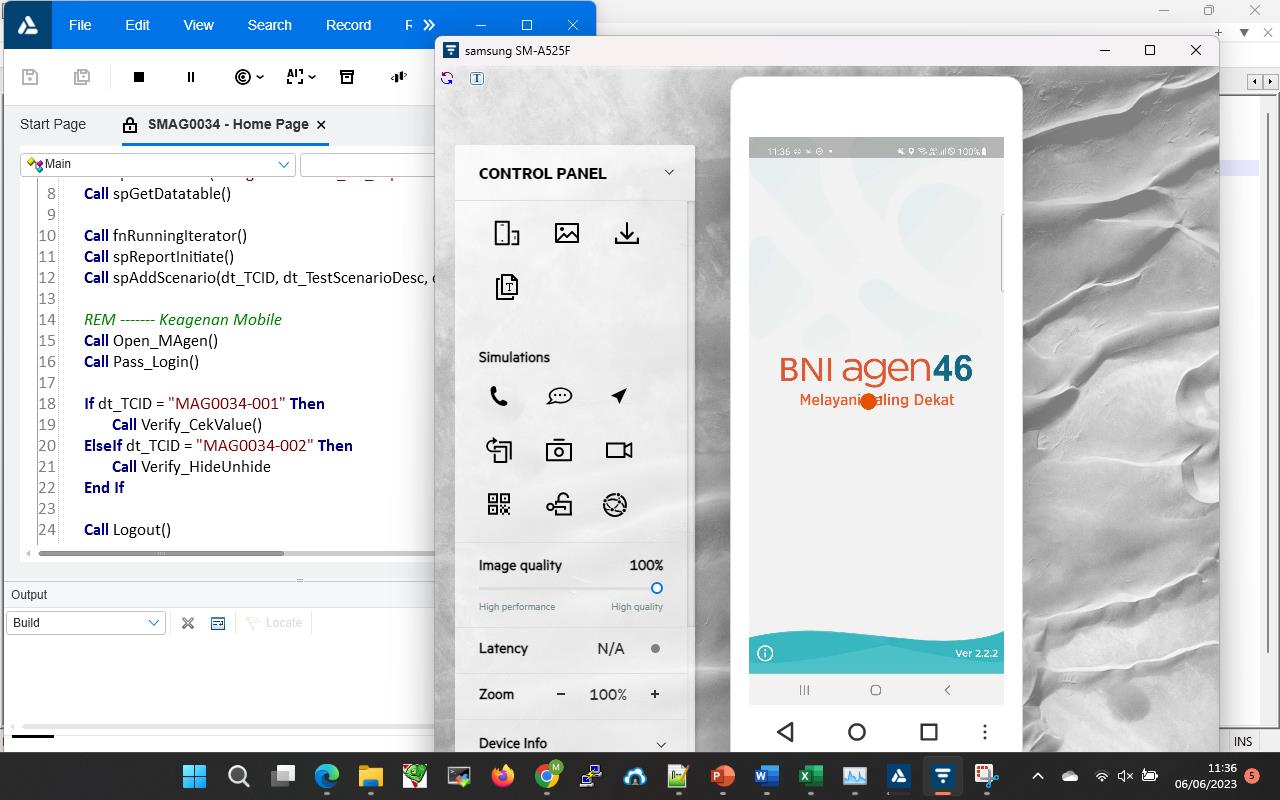 File Edit View Search Record R »
samsung SM-A525F
Start Page SMAG0034 - Home Page ×
Main
8 Call spGetDatatable()
9
10 Call fnRunningIterator()
11 Call spReportInitiate()
12 Call spAddScenario(dt_TCID, dt_TestScenarioDesc,
13
14 REM ------- Keagenan Mobile
15 Call Open_MAgen()
16 Call Pass_Login()
17
18 If dt_TCID = "MAG0034-001" Then
19 Call Verify_CekValue()
20 ElseIf dt_TCID = "MAG0034-002" Then
21 Call Verify_HideUnhide
22 End If
23
24 Call Logout()
Output
Build
Locate
CONTROL PANEL
Simulations
Image quality 100%
High performance High quality
Latency N/A
Zoom − 100% +
Device Info
11:36
100%
BNI agen46
Melayani aling Dekat
Ver 2.2.2
INS
11:36
06/06/2023
5